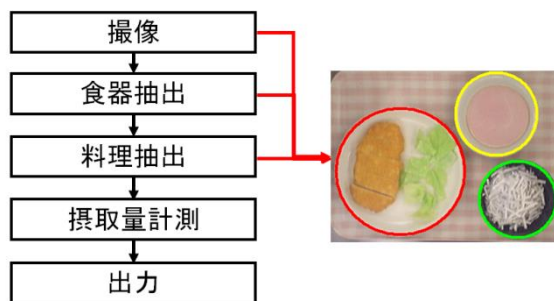 撮像
食器抽出
料理抽出
摂取量計測
出力